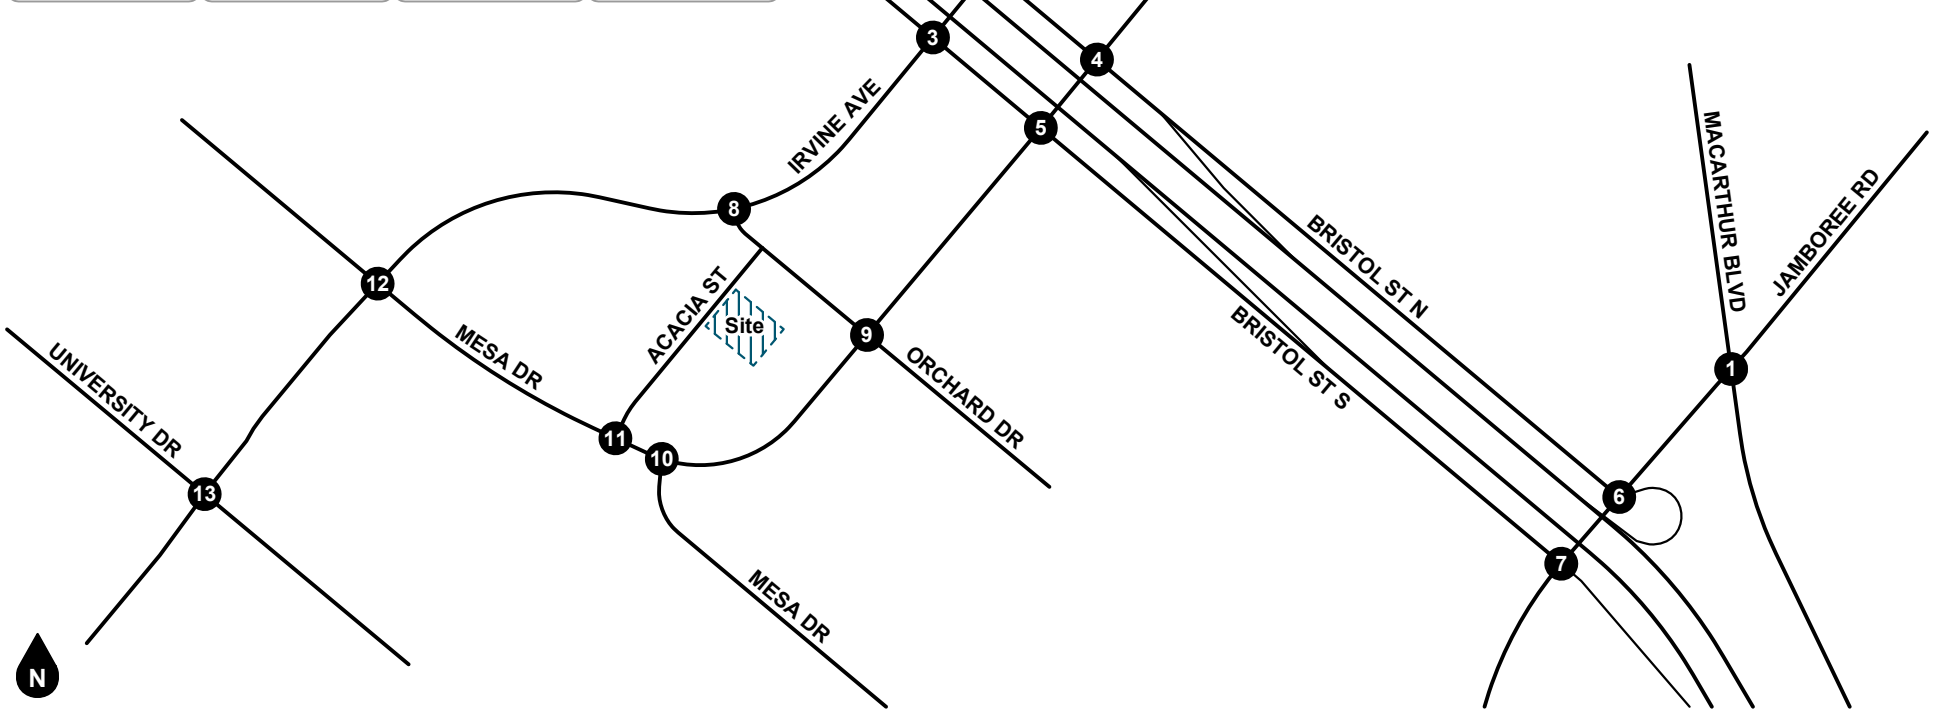 3
4
5
IRVINE AVE
MACARTHUR BLVD
JAMBOREE RD
8
BRISTOL ST N
12
ACACIA ST
Site
9
BRISTOL ST S
MESA DR
ORCHARD DR
1
UNIVERSITY DR
11
10
13
6
7
MESA DR
N